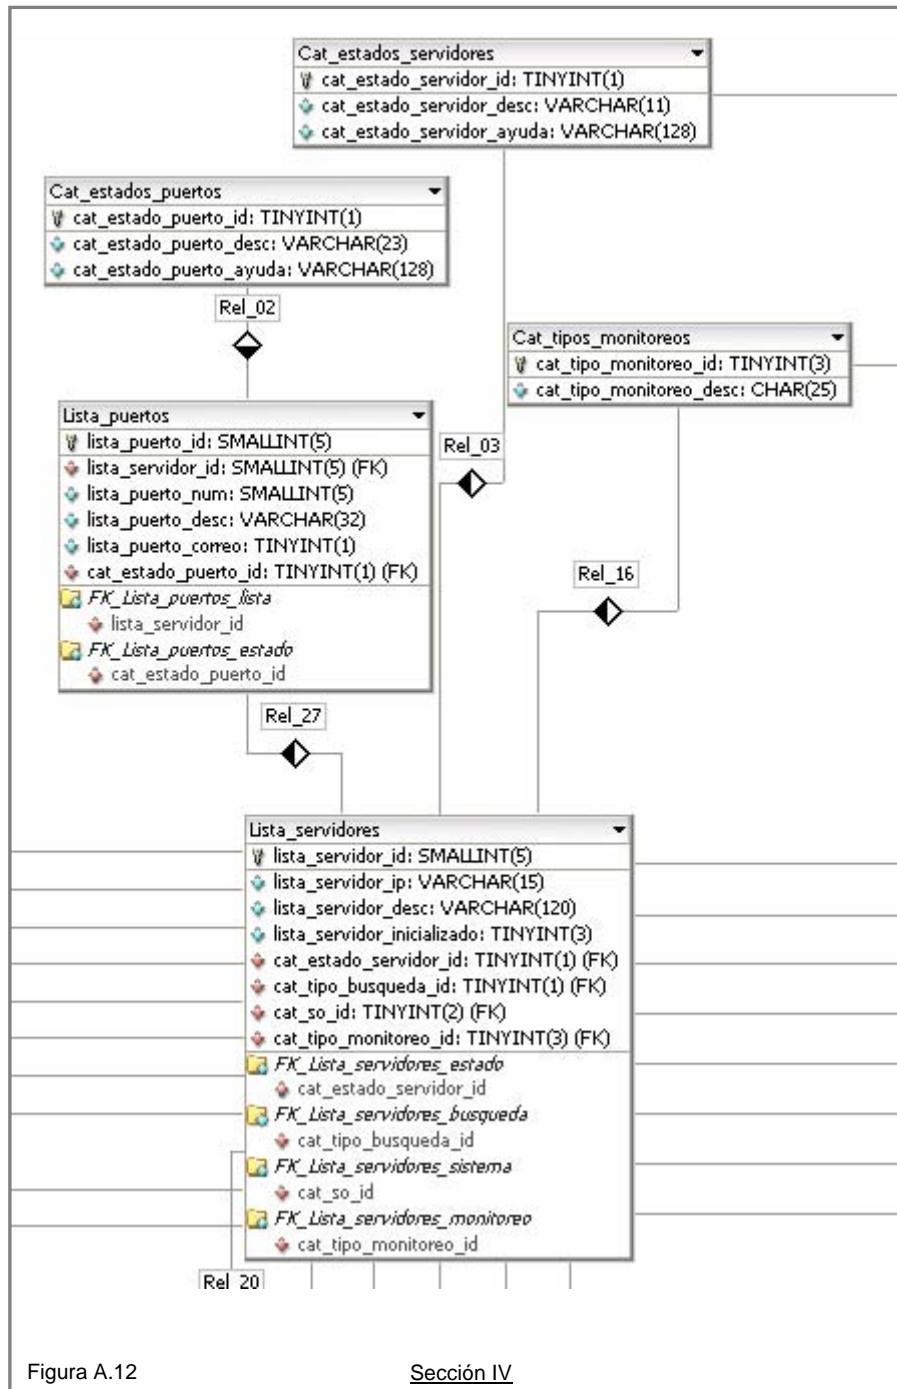 Cat_estados_servidores
cat_estado_servidor_id: TINYINT(1)
cat_estado_servidor_desc: VARCHAR(11)
cat_estado_servidor_ayuda: VARCHAR(128)
Cat_estados_puertos
cat_estado_puerto_id: TINYINT(1)
cat_estado_puerto_desc: VARCHAR(23)
cat_estado_puerto_ayuda: VARCHAR(128)
Rel_02
Cat_tipos_monitoreos
cat_tipo_monitoreo_id: TINYINT(3)
cat_tipo_monitoreo_desc: CHAR(25)
Lista_puertos
lista_puerto_id: SMALLINT(5)
lista_servidor_id: SMALLINT(5) (FK)
lista_puerto_num: SMALLINT(5)
lista_puerto_desc: VARCHAR(32)
lista_puerto_correo: TINYINT(1)
cat_estado_puerto_id: TINYINT(1) (FK)
FK_Lista_puertos_lista
lista_servidor_id
FK_Lista_puertos_estado
cat_estado_puerto_id
Rel_03
Rel_16
Rel_27
Lista_servidores
lista_servidor_id: SMALLINT(5)
lista_servidor_ip: VARCHAR(15)
lista_servidor_desc: VARCHAR(120)
lista_servidor_inicializado: TINYINT(3)
cat_estado_servidor_id: TINYINT(1) (FK)
cat_tipo_busqueda_id: TINYINT(1) (FK)
cat_so_id: TINYINT(2) (FK)
cat_tipo_monitoreo_id: TINYINT(3) (FK)
FK_Lista_servidores_estado
cat_estado_servidor_id
FK_Lista_servidores_busqueda
cat_tipo_busqueda_id
FK_Lista_servidores_sistema
cat_so_id
FK_Lista_servidores_monitoreo
cat_tipo_monitoreo_id
Rel_20
Figura A.12
Sección IV